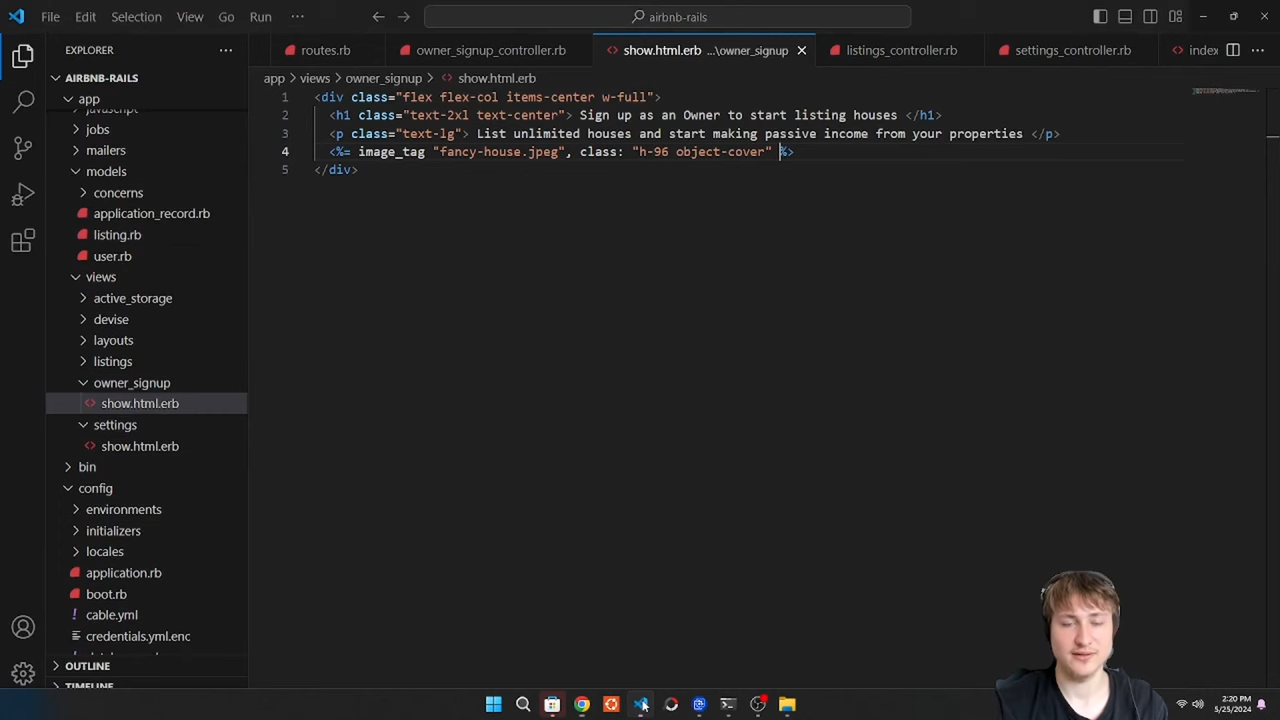 File Edit Selection View Go Run ··· airbnb-rails
EXPLORER ···
routes.rb owner_signup_controller.rb show.html.erb ...\owner_signup listings_controller.rb settings_controller.rb index ···
AIRBNB-RAILS
app > views > owner_signup > show.html.erb
app
javascript
jobs
mailers
models
concerns
application_record.rb
listing.rb
user.rb
views
active_storage
devise
layouts
listings
owner_signup
show.html.erb
settings
show.html.erb
bin
config
environments
initializers
locales
application.rb
boot.rb
! cable.yml
credentials.yml.enc
OUTLINE
TIMELINE
1 <div class="flex flex-col items-center w-full">
2 <h1 class="text-2xl text-center"> Sign up as an Owner to start listing houses </h1>
3 <p class="text-lg"> List unlimited houses and start making passive income from your properties </p>
4 <%= image_tag "fancy-house.jpeg", class: "h-96 object-cover" %>
5 </div>
2:20 PM
5/25/2024